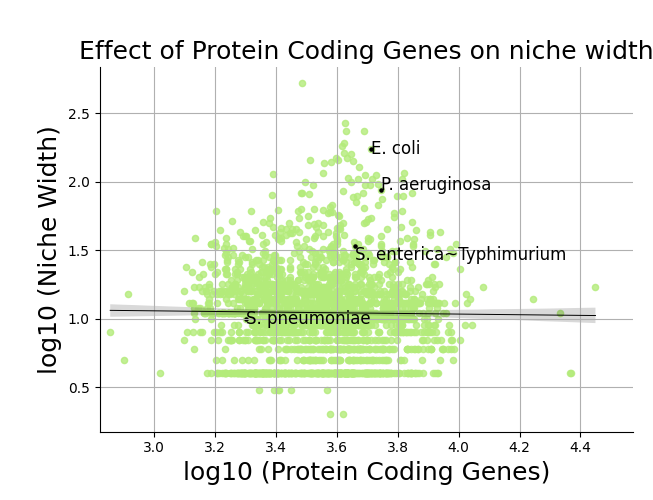 Effect of Protein Coding Genes on niche width
log10 (Niche Width)
2.5
2.0
1.5
1.0
0.5
E. coli
P. aeruginosa
S. enterica~Typhimurium
S. pneumoniae
3.0 3.2 3.4 3.6 3.8 4.0 4.2 4.4
log10 (Protein Coding Genes)